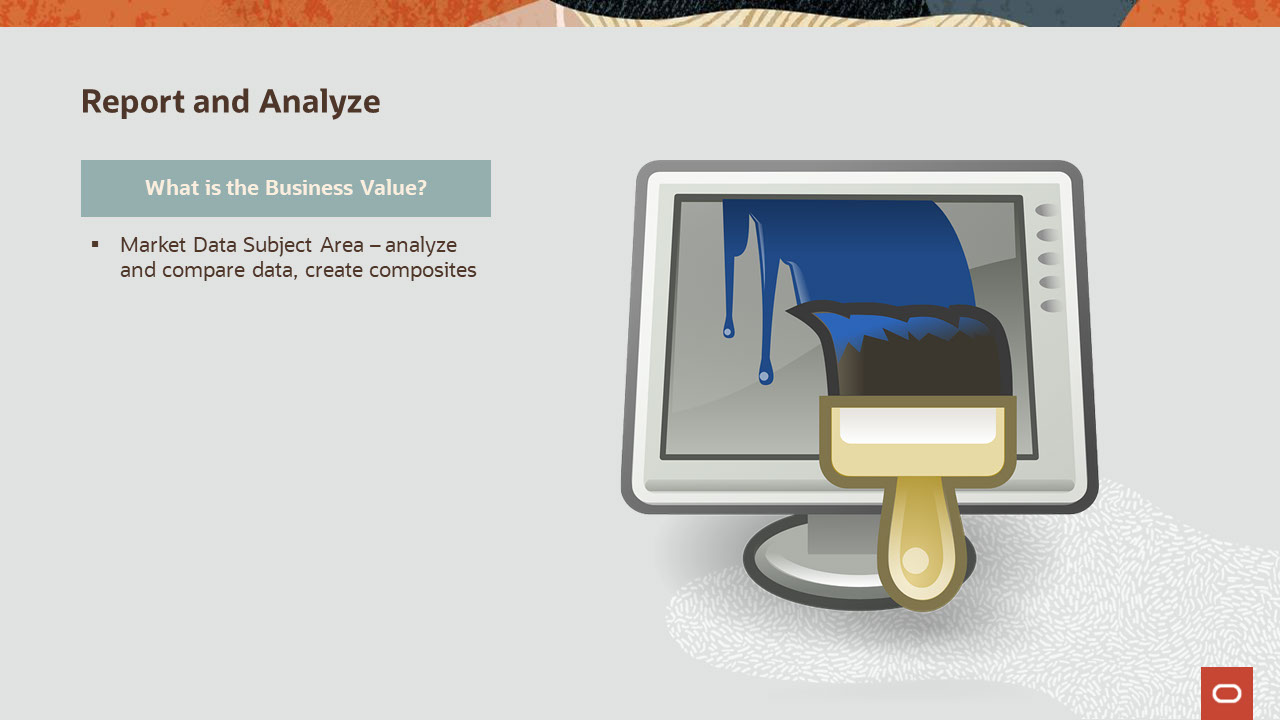 Report and Analyze
What is the Business Value?
▪ Market Data Subject Area – analyze
and compare data, create composites